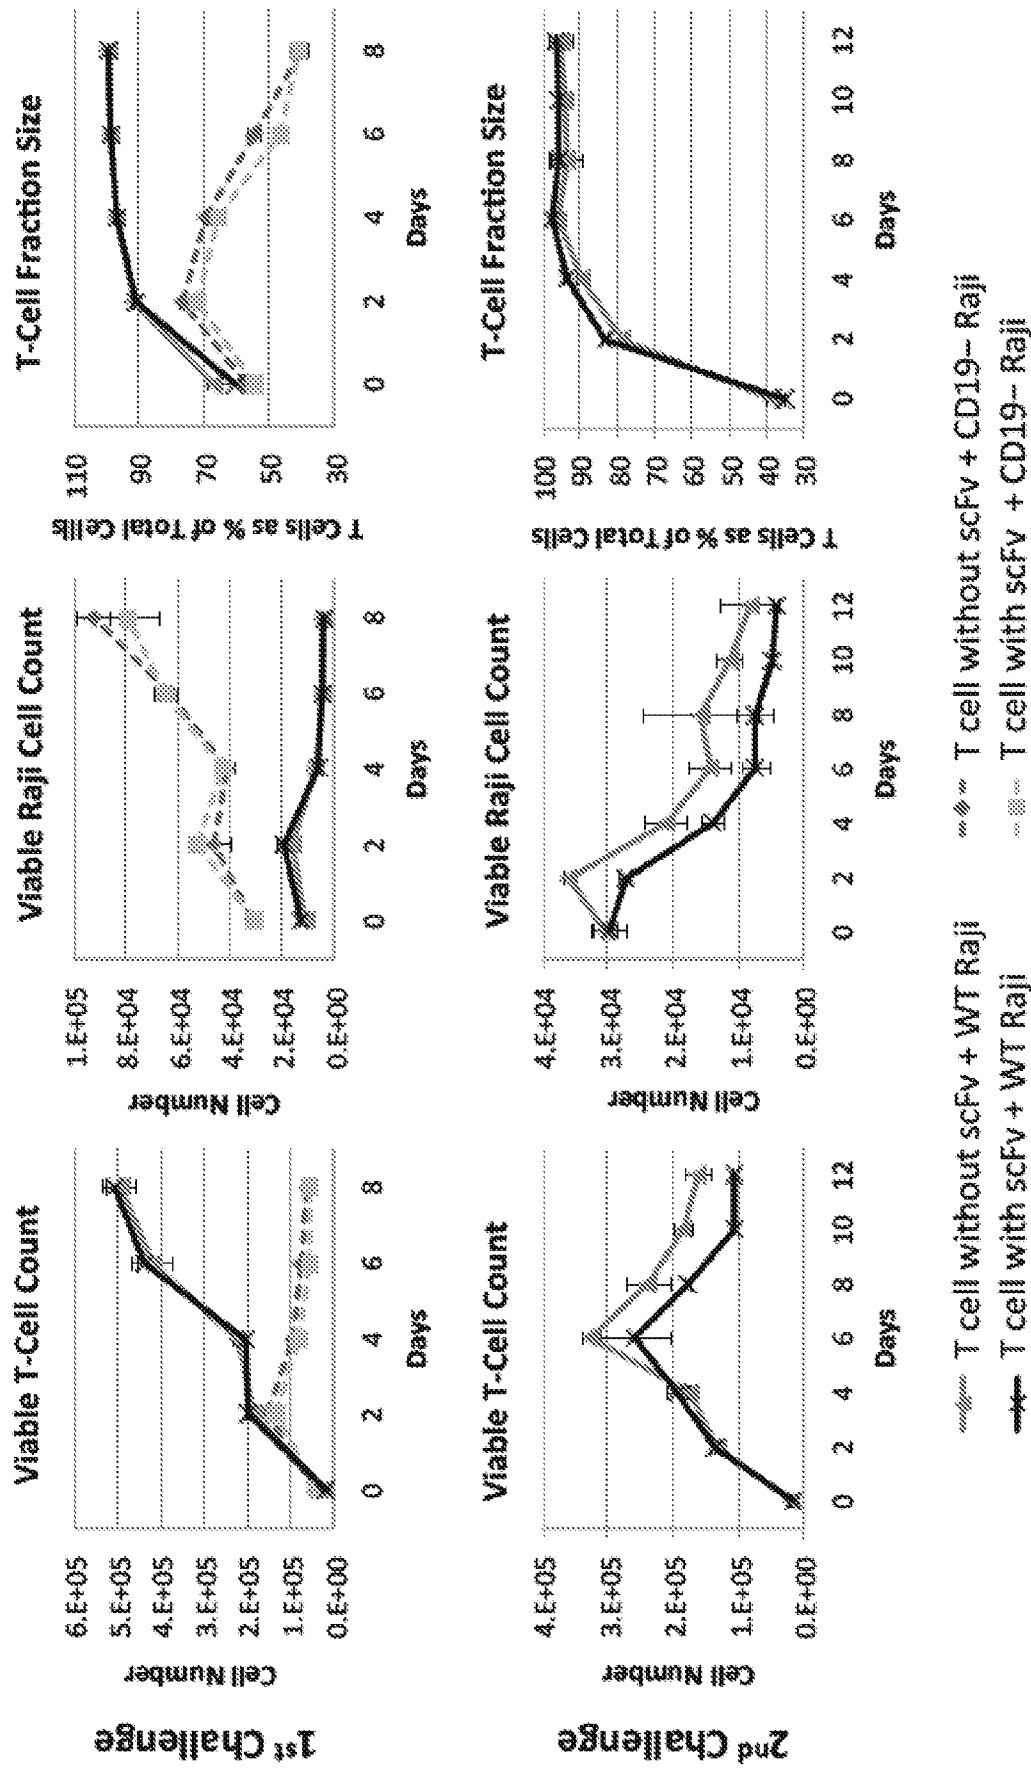 1st Challenge
Viable T-Cell Count
Cell Number
6.E+05
5.E+05
4.E+05
3.E+05
2.E+05
1.E+05
0.E+00
0 2 4 6 8
Days
Viable Raji Cell Count
Cell Number
1.E+05
8.E+04
6.E+04
4.E+04
2.E+04
0.E+00
0 2 4 6 8
Days
T-Cell Fraction Size
T Cells as % of Total Cells
110
90
70
50
30
0 2 4 6 8
Days
2nd Challenge
Viable T-Cell Count
Cell Number
4.E+05
3.E+05
2.E+05
1.E+05
0.E+00
0 2 4 6 8 10 12
Days
Viable Raji Cell Count
Cell Number
4.E+04
3.E+04
2.E+04
1.E+04
0.E+00
0 2 4 6 8 10 12
Days
T-Cell Fraction Size
T Cells as % of Total Cells
100
90
80
70
60
50
40
30
0 2 4 6 8 10 12
Days
T cell without scFv + WT Raji
T cell without scFv + CD19– Raji
T cell with scFv + WT Raji
T cell with scFv + CD19– Raji